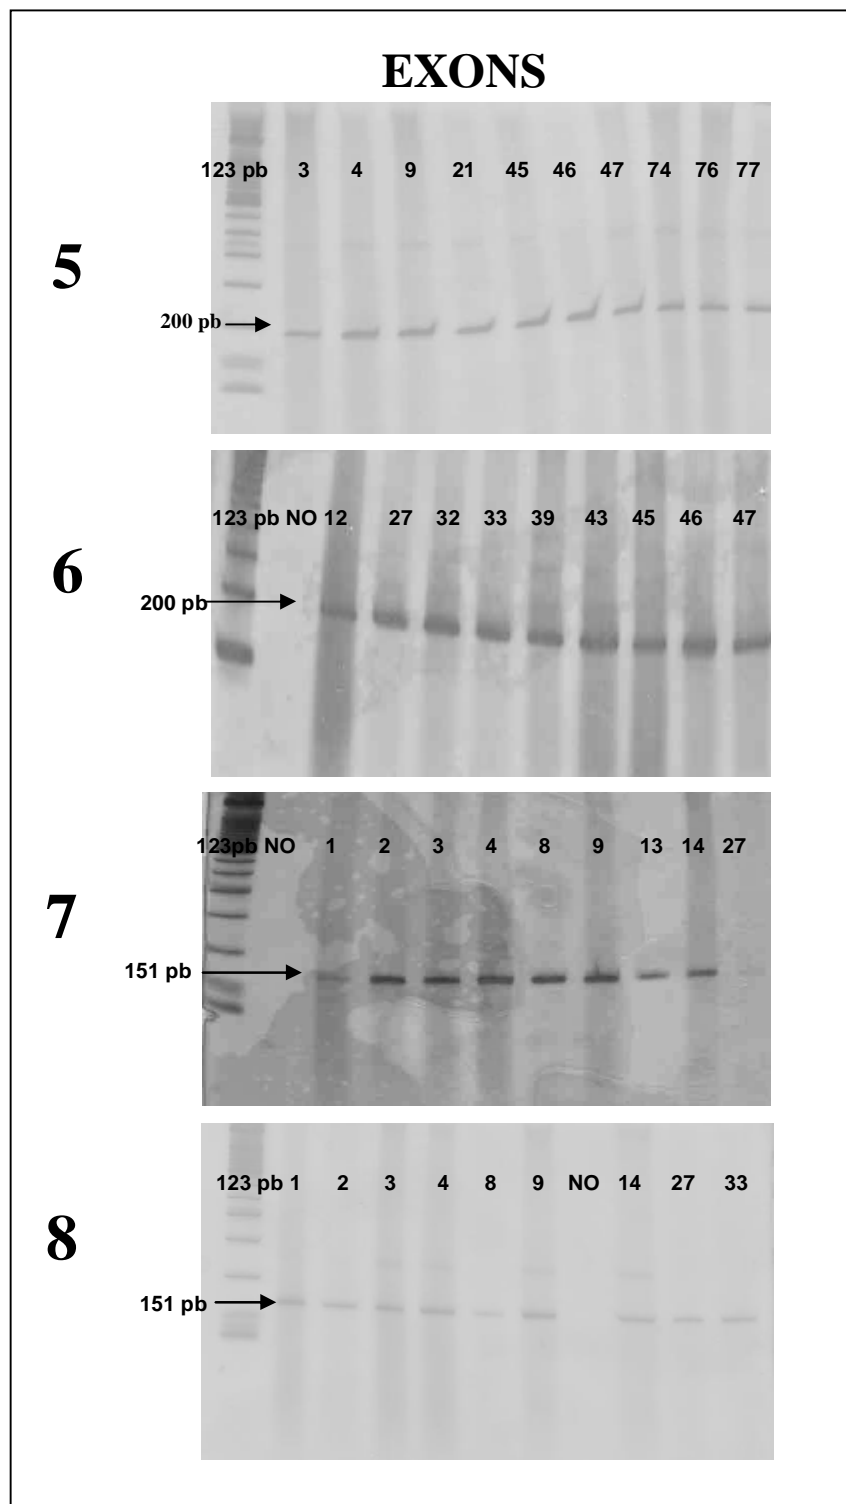 EXONS
123 pb 3 4 9 21 45 46 47 74 76 77
5
200 pb
123 pb NO 12 27 32 33 39 43 45 46 47
6
200 pb
123pb NO 1 2 3 4 8 9 13 14 27
7
151 pb
123 pb 1 2 3 4 8 9 NO 14 27 33
8
151 pb